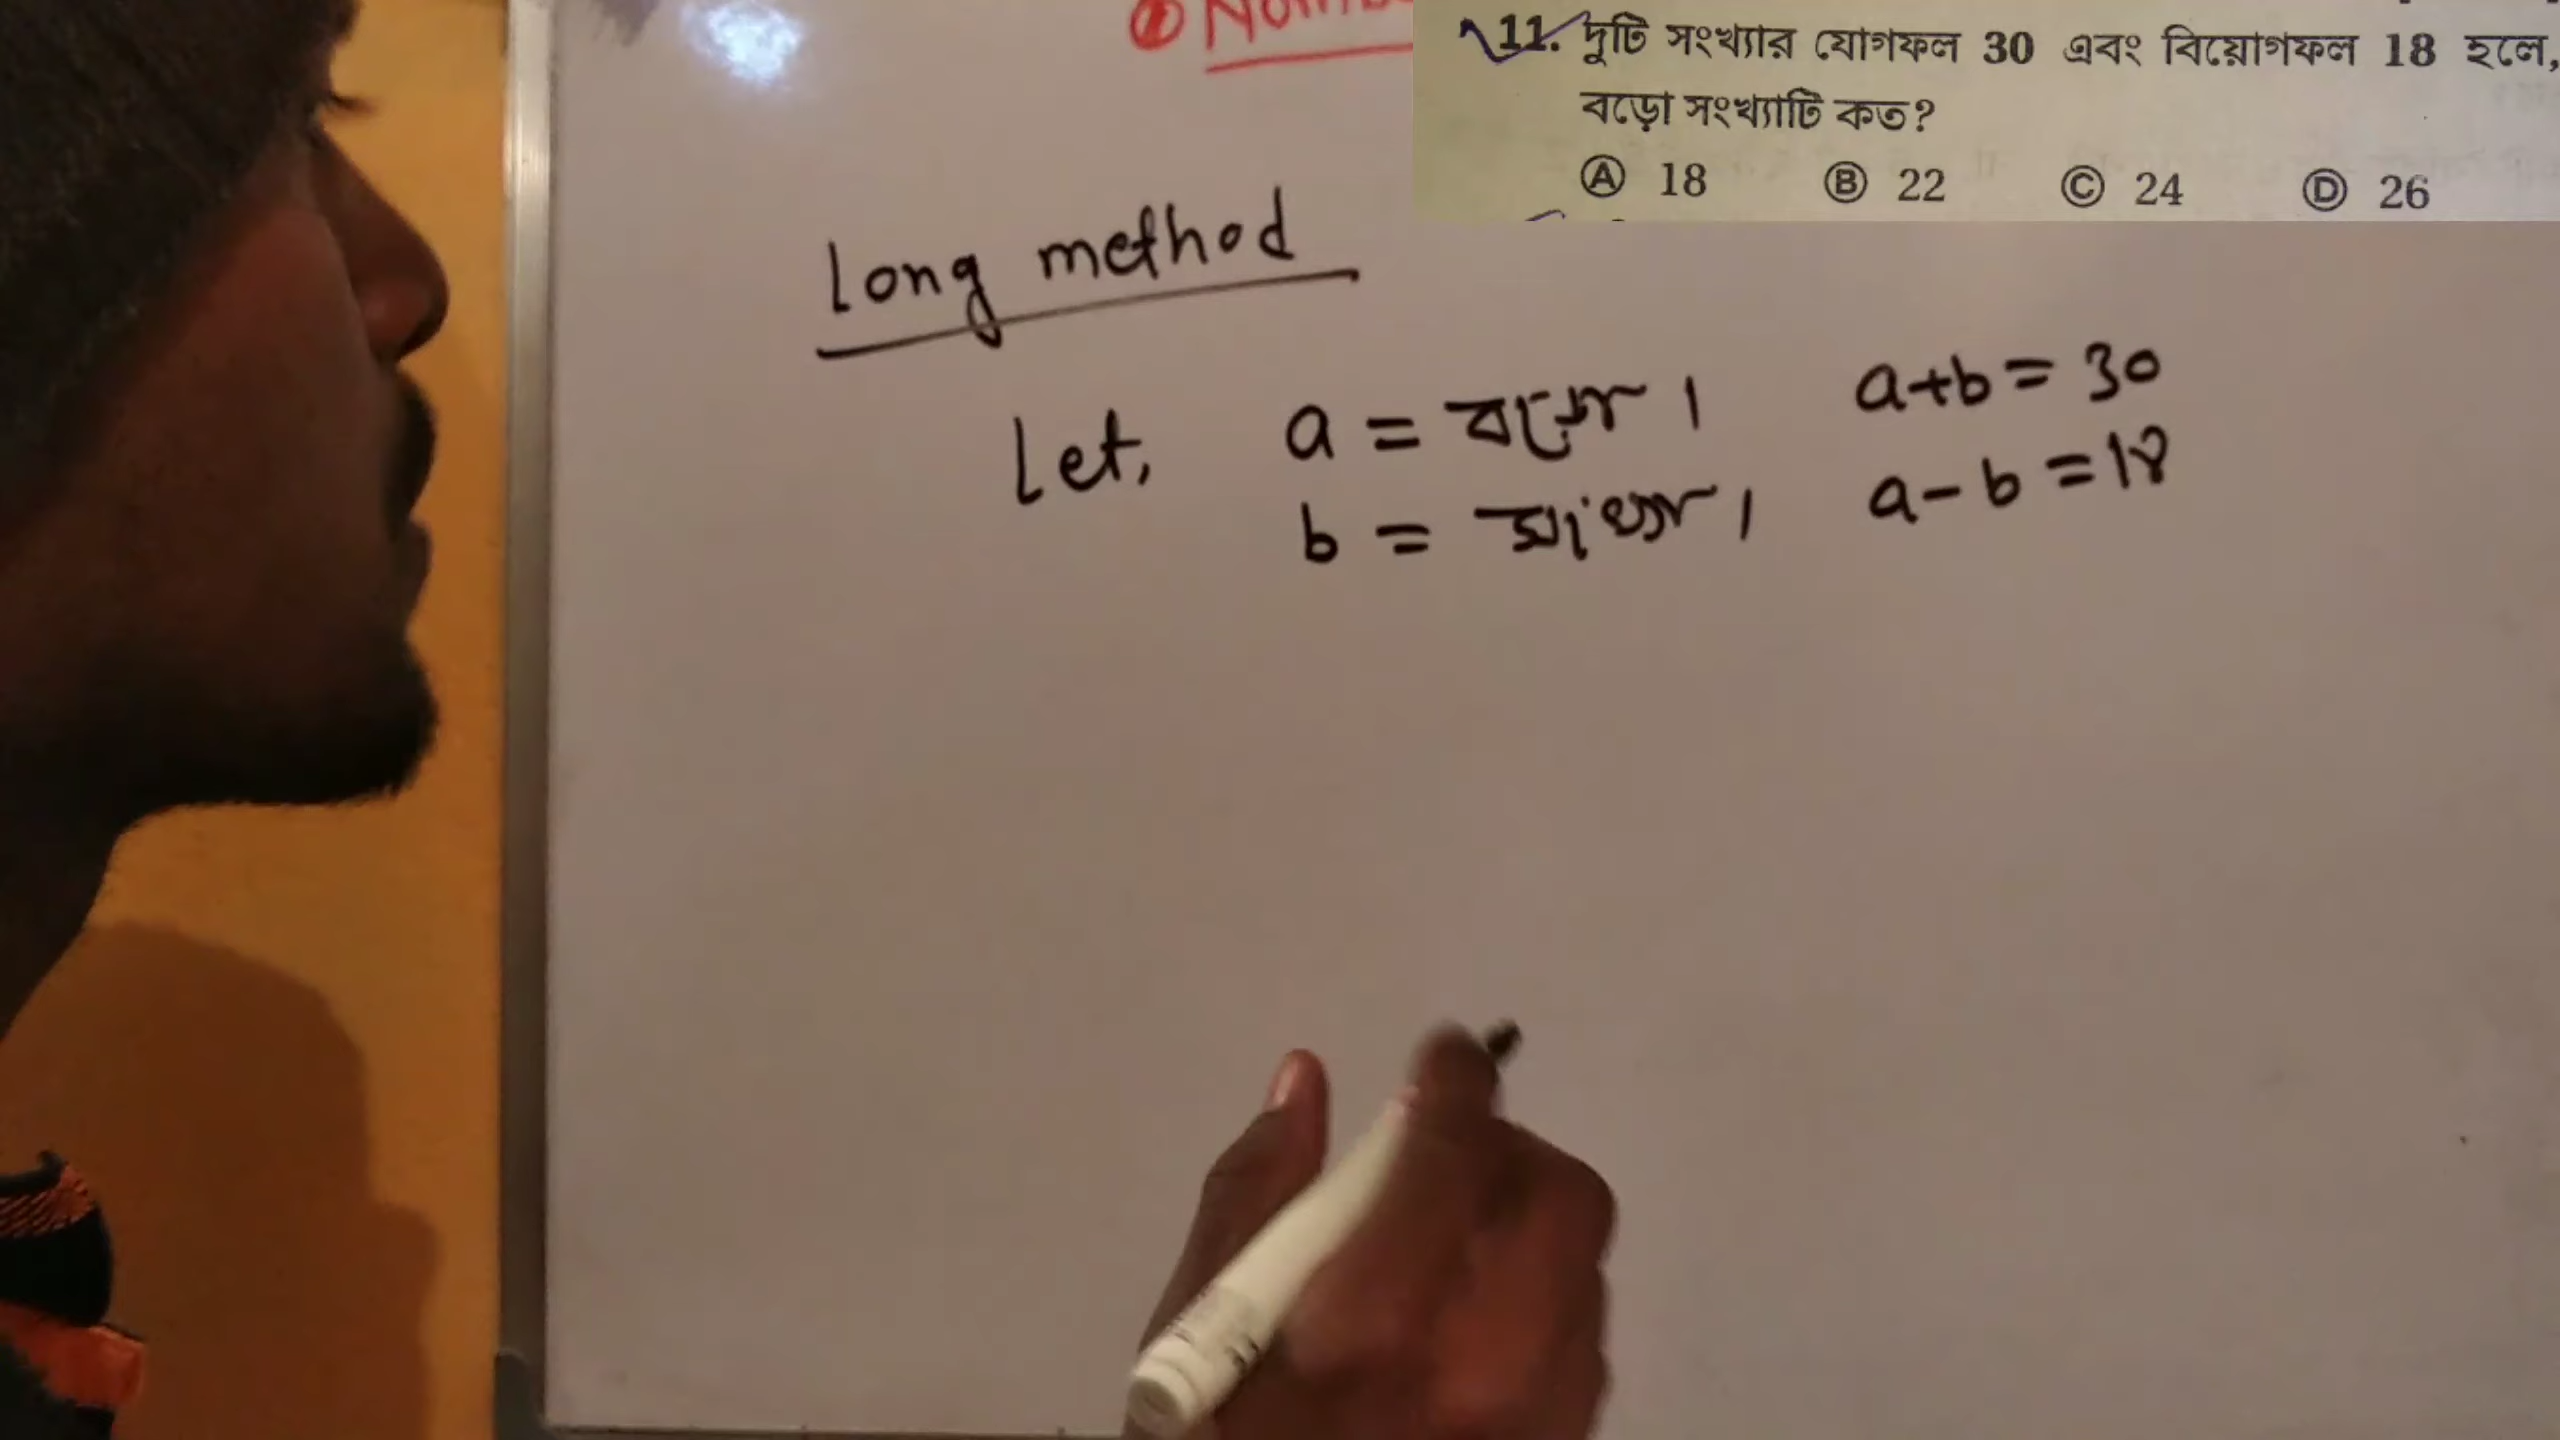 11. দুটি সংখ্যার যোগফল 30 এবং বিয়োগফল 18 হলে,
বড়ো সংখ্যাটি কত?
Ⓐ 18 Ⓑ 22 Ⓒ 24 Ⓓ 26
Long method
Let, a = বড়ো । a+b = 30
b = a-b = 18